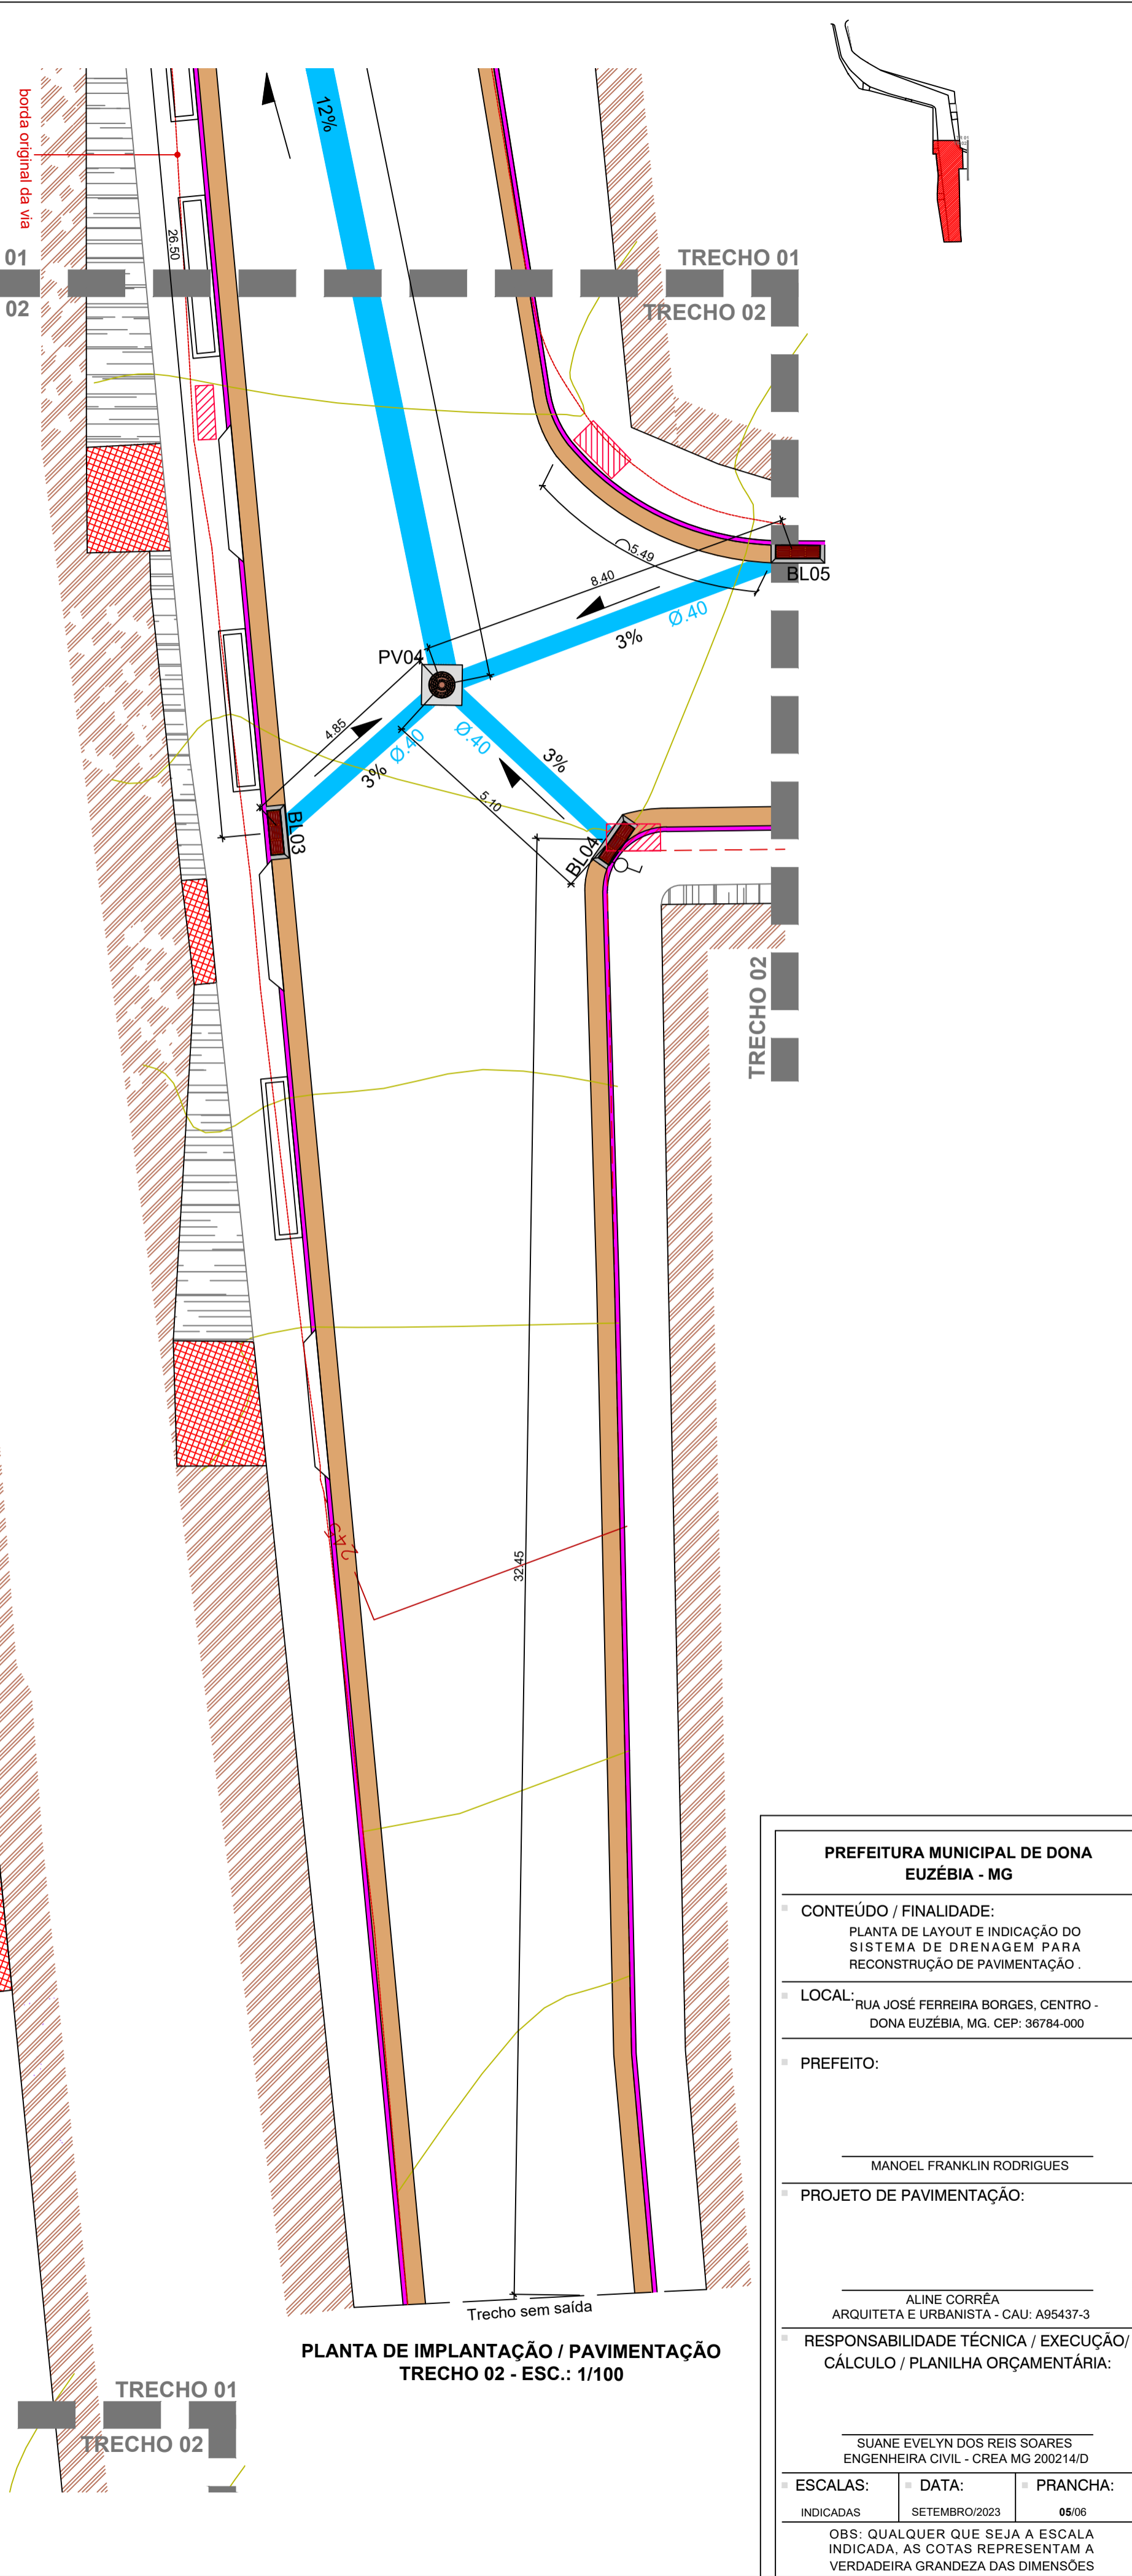 borda original da via
12%
26.50
01
02
TRECHO 01
TRECHO 02
5.49
8.40
BL05
Ø.40
3%
PV04
4.85
Ø.40
3%
Ø.40
3%
5.10
BL03
BL04
TRECHO 02
245
32.45
Trecho sem saída
PLANTA DE IMPLANTAÇÃO / PAVIMENTAÇÃO
TRECHO 02 - ESC.: 1/100
TRECHO 01
TRECHO 02
PREFEITURA MUNICIPAL DE DONA
EUZÉBIA - MG
CONTEÚDO / FINALIDADE:
PLANTA DE LAYOUT E INDICAÇÃO DO
SISTEMA DE DRENAGEM PARA
RECONSTRUÇÃO DE PAVIMENTAÇÃO .
LOCAL:
RUA JOSÉ FERREIRA BORGES, CENTRO -
DONA EUZÉBIA, MG. CEP: 36784-000
PREFEITO:
MANOEL FRANKLIN RODRIGUES
PROJETO DE PAVIMENTAÇÃO:
ALINE CORRÊA
ARQUITETA E URBANISTA - CAU: A95437-3
RESPONSABILIDADE TÉCNICA / EXECUÇÃO/
CÁLCULO / PLANILHA ORÇAMENTÁRIA:
SUANE EVELYN DOS REIS SOARES
ENGENHEIRA CIVIL - CREA MG 200214/D
ESCALAS:
INDICADAS
DATA:
SETEMBRO/2023
PRANCHA:
05/06
OBS: QUALQUER QUE SEJA A ESCALA
INDICADA, AS COTAS REPRESENTAM A
VERDADEIRA GRANDEZA DAS DIMENSÕES